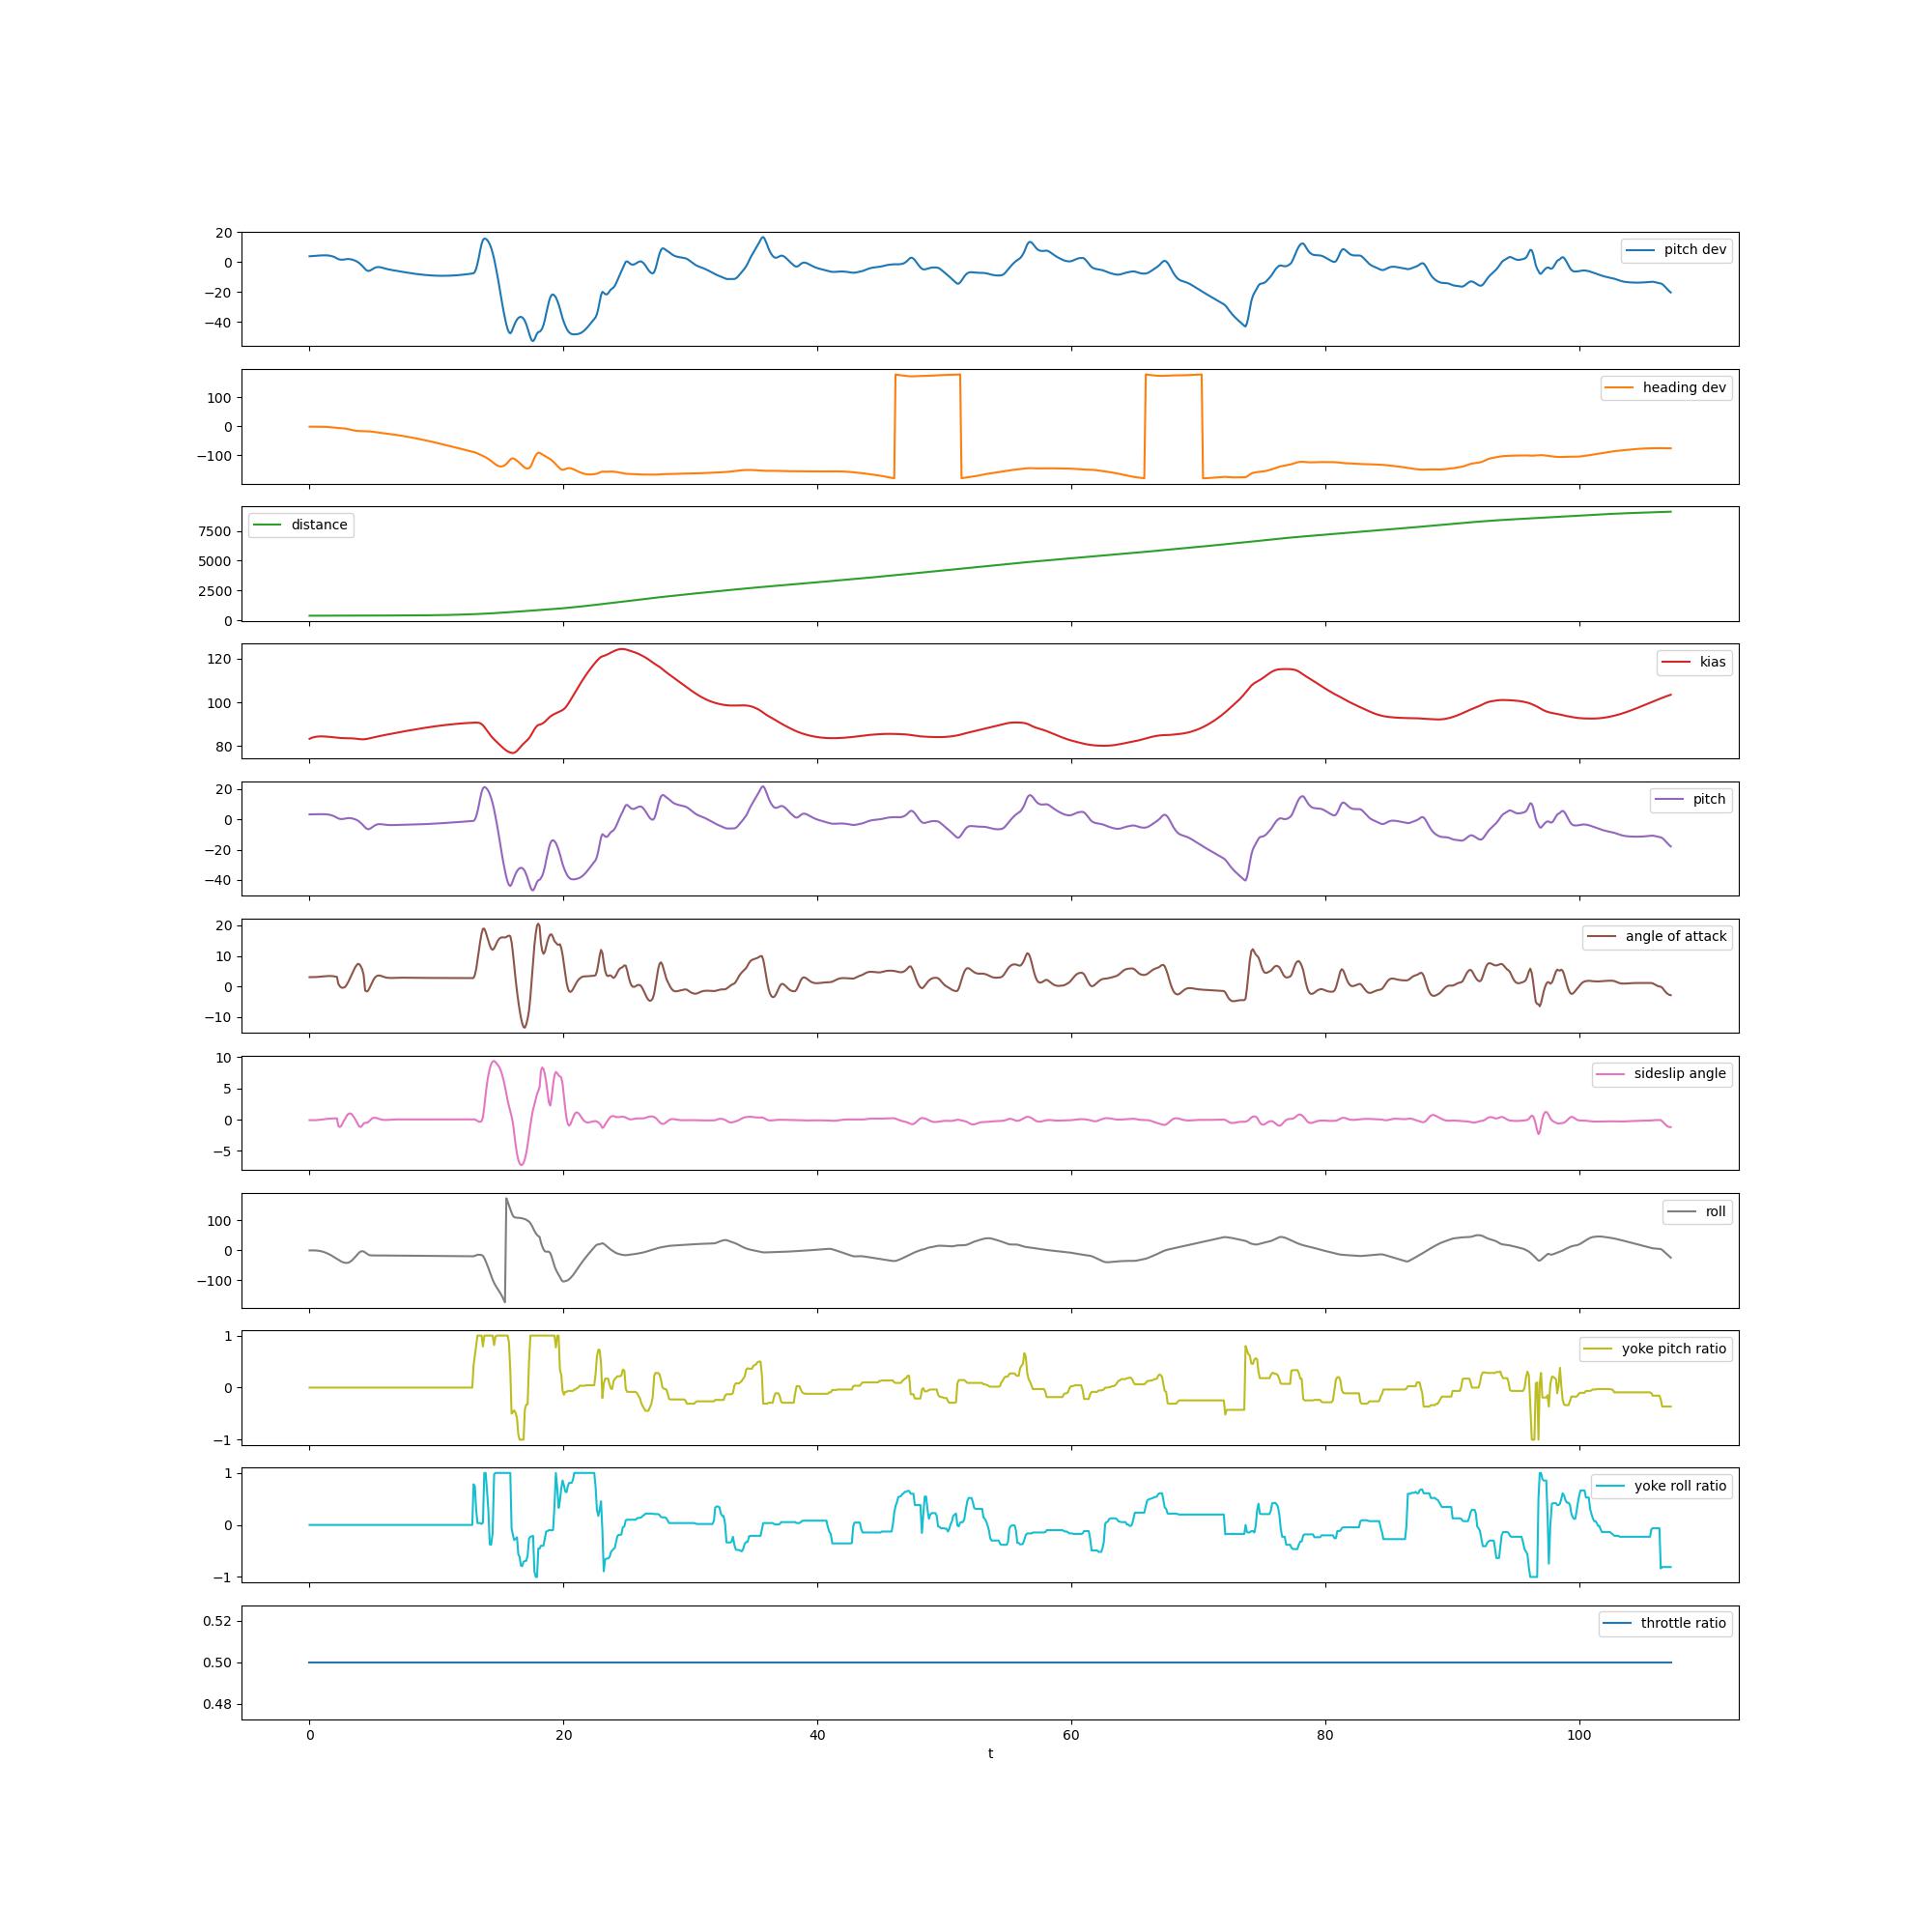 20
0
−20
−40
pitch dev
100
0
−100
heading dev
7500
5000
2500
0
distance
120
100
80
kias
20
0
−20
−40
pitch
20
10
0
−10
angle of attack
10
5
0
−5
sideslip angle
100
0
−100
roll
1
0
−1
yoke pitch ratio
1
0
−1
yoke roll ratio
0.52
0.50
0.48
throttle ratio
0 20 40 60 80 100
t